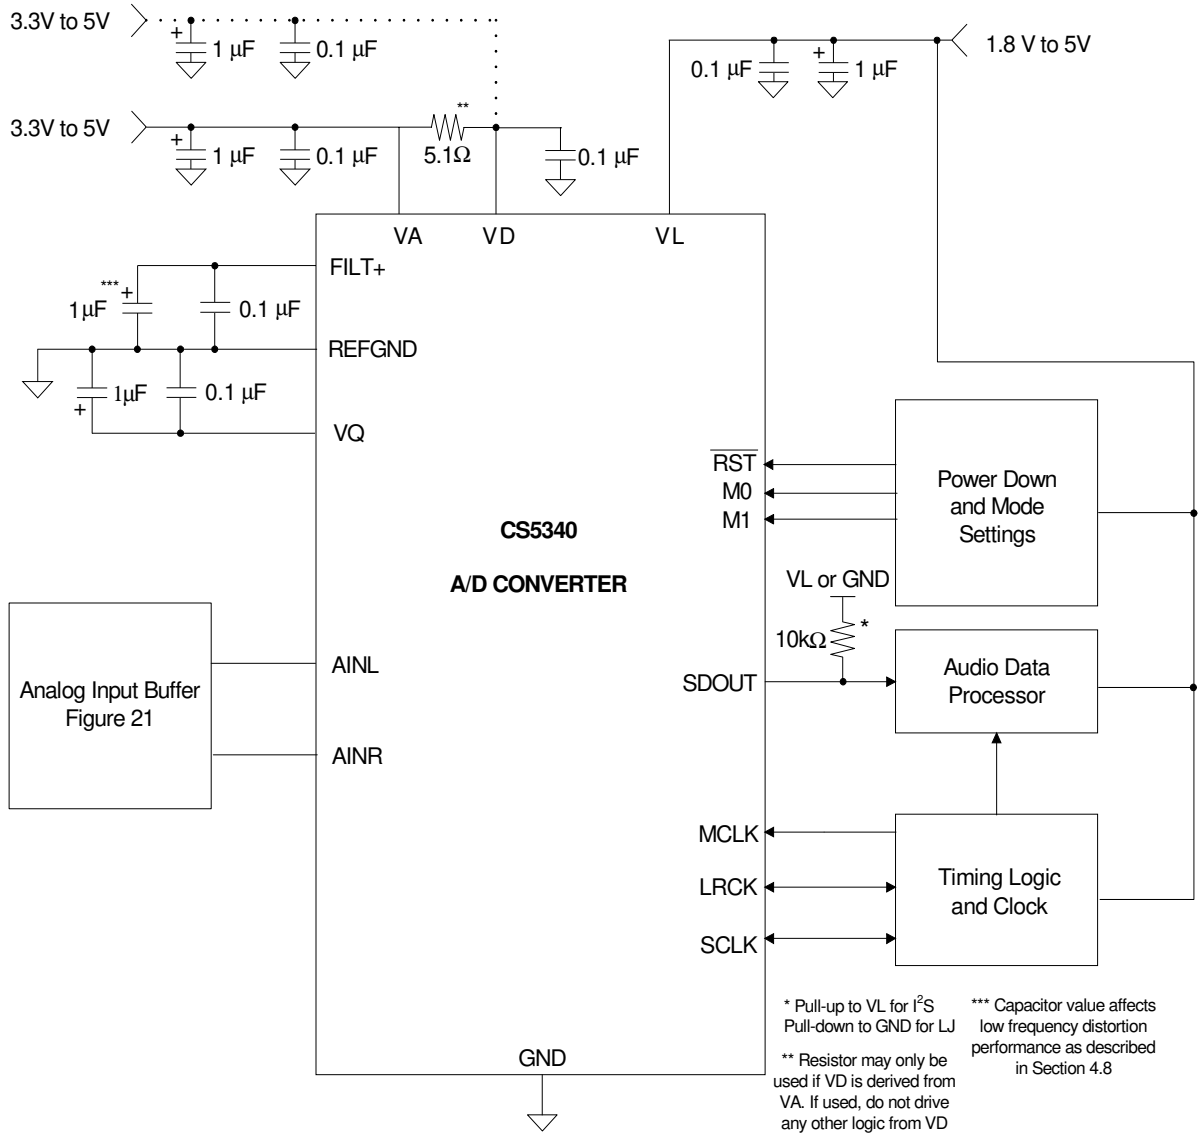 3.3V to 5V
+
1 µF
0.1 µF
0.1 µF
+
1 µF
1.8 V to 5V
3.3V to 5V
+
1 µF
0.1 µF
**
5.1Ω
0.1 µF
VA
VD
VL
FILT+
***
+
1µF
0.1 µF
REFGND
1µF
+
0.1 µF
VQ
RST
M0
M1
Power Down
and Mode
Settings
CS5340
A/D CONVERTER
VL or GND
10kΩ
*
Analog Input Buffer
Figure 21
AINL
AINR
SDOUT
Audio Data
Processor
MCLK
LRCK
SCLK
Timing Logic
and Clock
GND
* Pull-up to VL for I²S
Pull-down to GND for LJ
** Resistor may only be
used if VD is derived from
VA. If used, do not drive
any other logic from VD
*** Capacitor value affects
low frequency distortion
performance as described
in Section 4.8